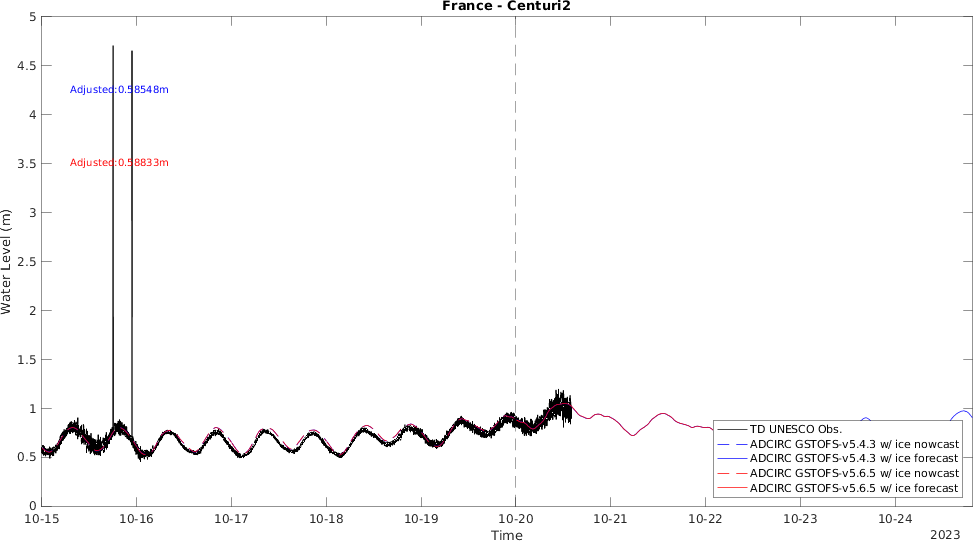 France - Centuri2
5
4.5
4
3.5
3
2.5
2
1.5
1
0.5
0
Water Level (m)
Adjusted:0.58548m
Adjusted:0.58833m
TD UNESCO Obs.
ADCIRC GSTOFS-v5.4.3 w/ ice nowcast
ADCIRC GSTOFS-v5.4.3 w/ ice forecast
ADCIRC GSTOFS-v5.6.5 w/ ice nowcast
ADCIRC GSTOFS-v5.6.5 w/ ice forecast
10-15 10-16 10-17 10-18 10-19 10-20 10-21 10-22 10-23 10-24
Time
2023